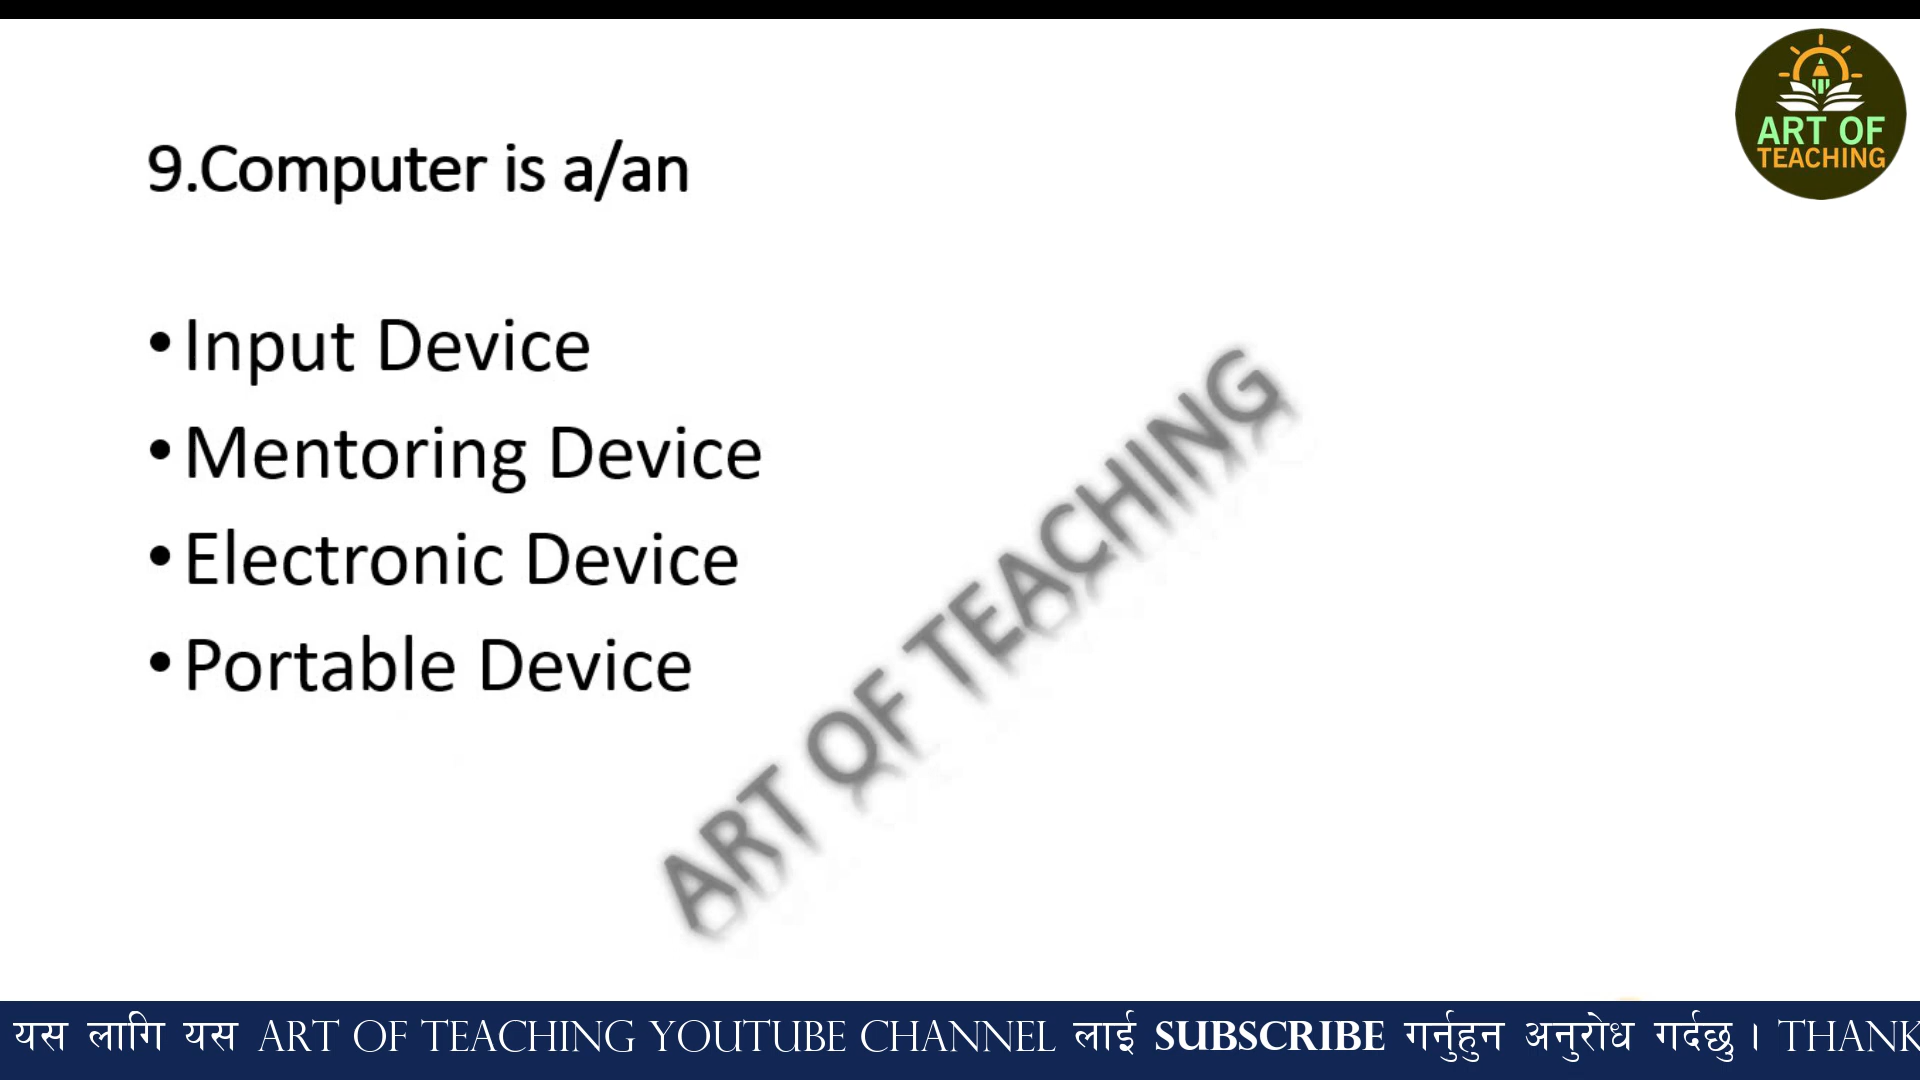 ART OF
TEACHING
9.Computer is a/an
•Input Device
•Mentoring Device
•Electronic Device
•Portable Device
ART OF TEACHING
यस लागि यस ART OF TEACHING YOUTUBE CHANNEL लाई SUBSCRIBE गर्नुहुन अनुरोध गर्दछु । THANK